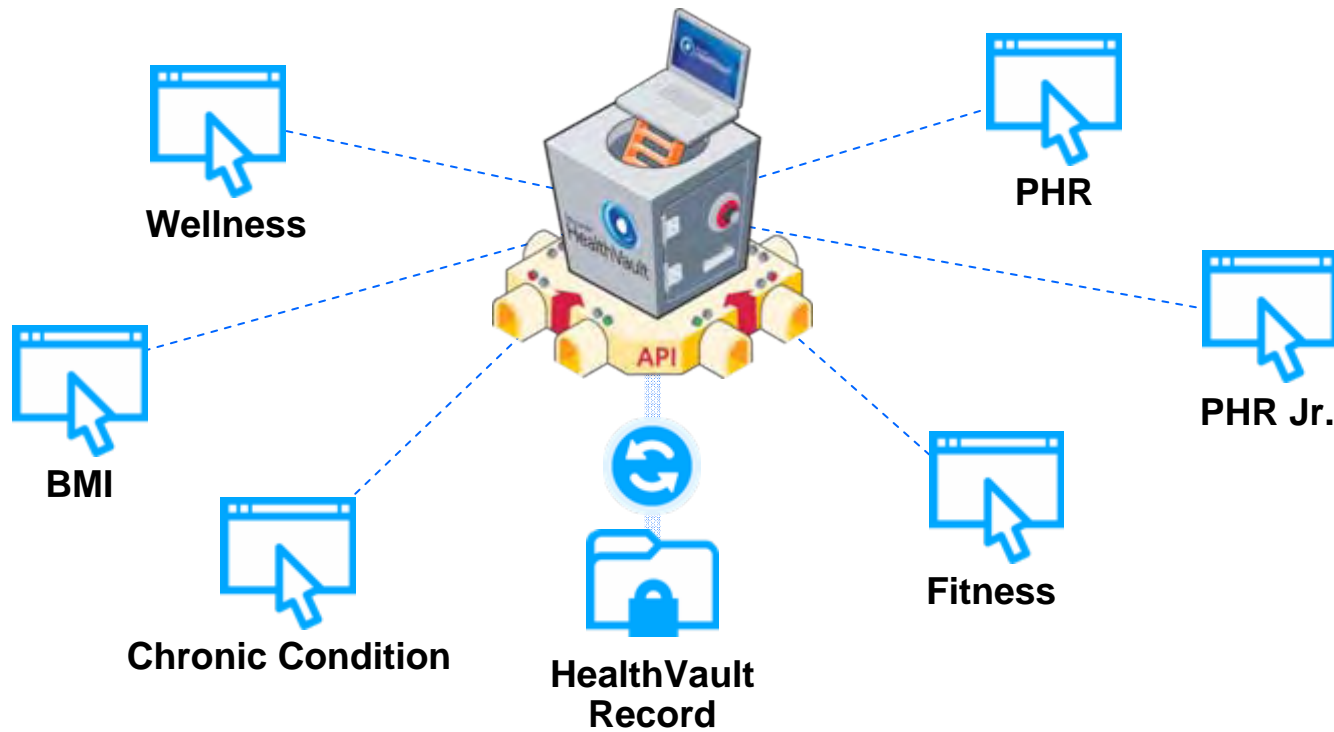 Wellness
PHR
HealthVault
API
BMI
PHR Jr.
Chronic Condition
Fitness
HealthVault
Record